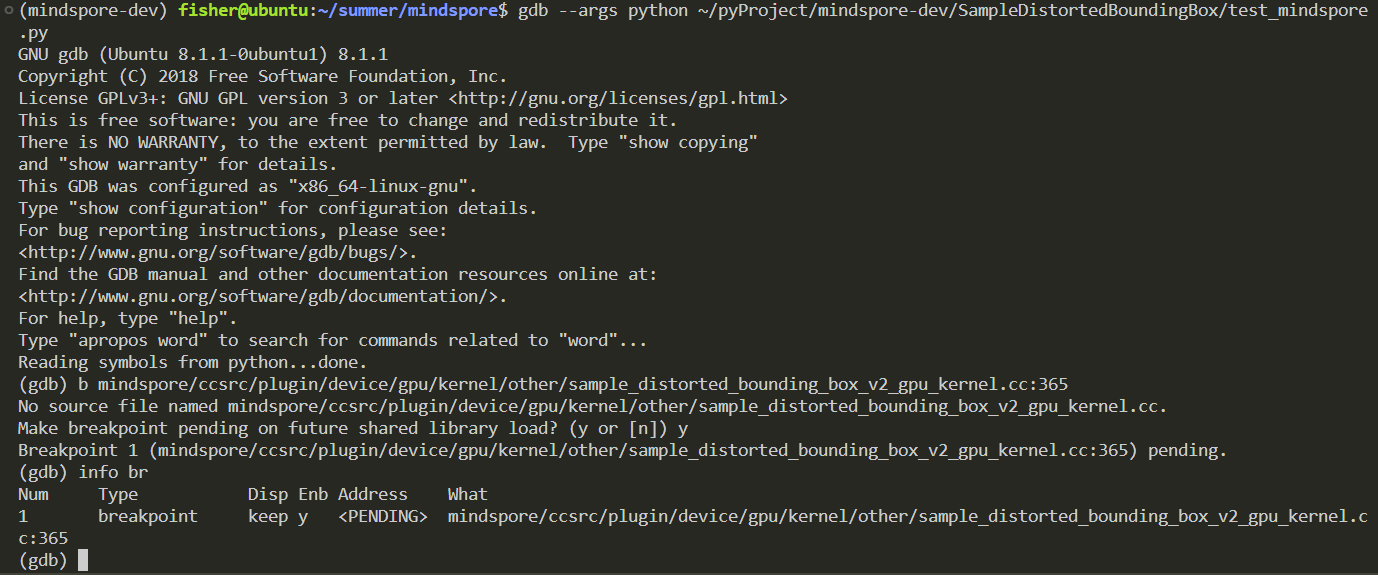 (mindspore-dev) fisher@ubuntu:~/summer/mindspore$ gdb --args python ~/pyProject/mindspore-dev/SampleDistortedBoundingBox/test_mindspore
.py
GNU gdb (Ubuntu 8.1.1-0ubuntu1) 8.1.1
Copyright (C) 2018 Free Software Foundation, Inc.
License GPLv3+: GNU GPL version 3 or later <http://gnu.org/licenses/gpl.html>
This is free software: you are free to change and redistribute it.
There is NO WARRANTY, to the extent permitted by law.  Type "show copying"
and "show warranty" for details.
This GDB was configured as "x86_64-linux-gnu".
Type "show configuration" for configuration details.
For bug reporting instructions, please see:
<http://www.gnu.org/software/gdb/bugs/>.
Find the GDB manual and other documentation resources online at:
<http://www.gnu.org/software/gdb/documentation/>.
For help, type "help".
Type "apropos word" to search for commands related to "word"...
Reading symbols from python...done.
(gdb) b mindspore/ccsrc/plugin/device/gpu/kernel/other/sample_distorted_bounding_box_v2_gpu_kernel.cc:365
No source file named mindspore/ccsrc/plugin/device/gpu/kernel/other/sample_distorted_bounding_box_v2_gpu_kernel.cc.
Make breakpoint pending on future shared library load? (y or [n]) y
Breakpoint 1 (mindspore/ccsrc/plugin/device/gpu/kernel/other/sample_distorted_bounding_box_v2_gpu_kernel.cc:365) pending.
(gdb) info br
Num     Type           Disp Enb Address    What
1       breakpoint     keep y   <PENDING>  mindspore/ccsrc/plugin/device/gpu/kernel/other/sample_distorted_bounding_box_v2_gpu_kernel.c
c:365
(gdb)